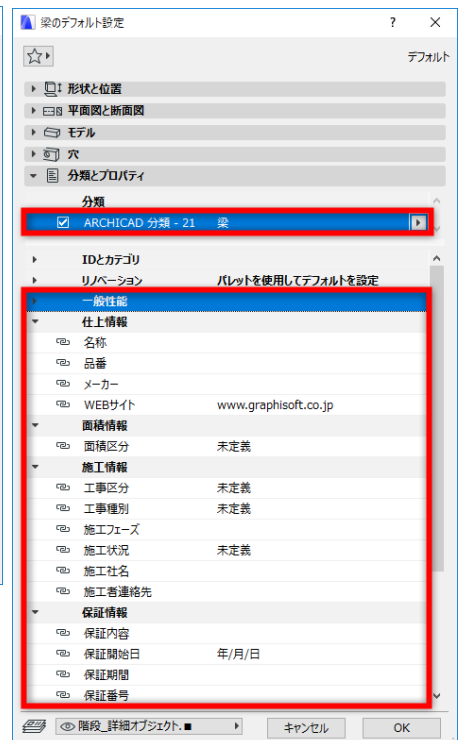 梁のデフォルト設定 ? ×
デフォルト
形状と位置
平面図と断面図
モデル
穴
分類とプロパティ
分類
ARCHICAD 分類 - 21 梁
IDとカテゴリ
リノベーション パレットを使用してデフォルトを設定
一般性能
仕上情報
名称
品番
メーカー
WEBサイト www.graphisoft.co.jp
面積情報
面積区分 未定義
施工情報
工事区分 未定義
工事種別 未定義
施工フェーズ
施工状況 未定義
施工社名
施工者連絡先
保証情報
保証内容
保証開始日 年/月/日
保証期間
保証番号
階段_詳細オブジェクト.■ キャンセル OK